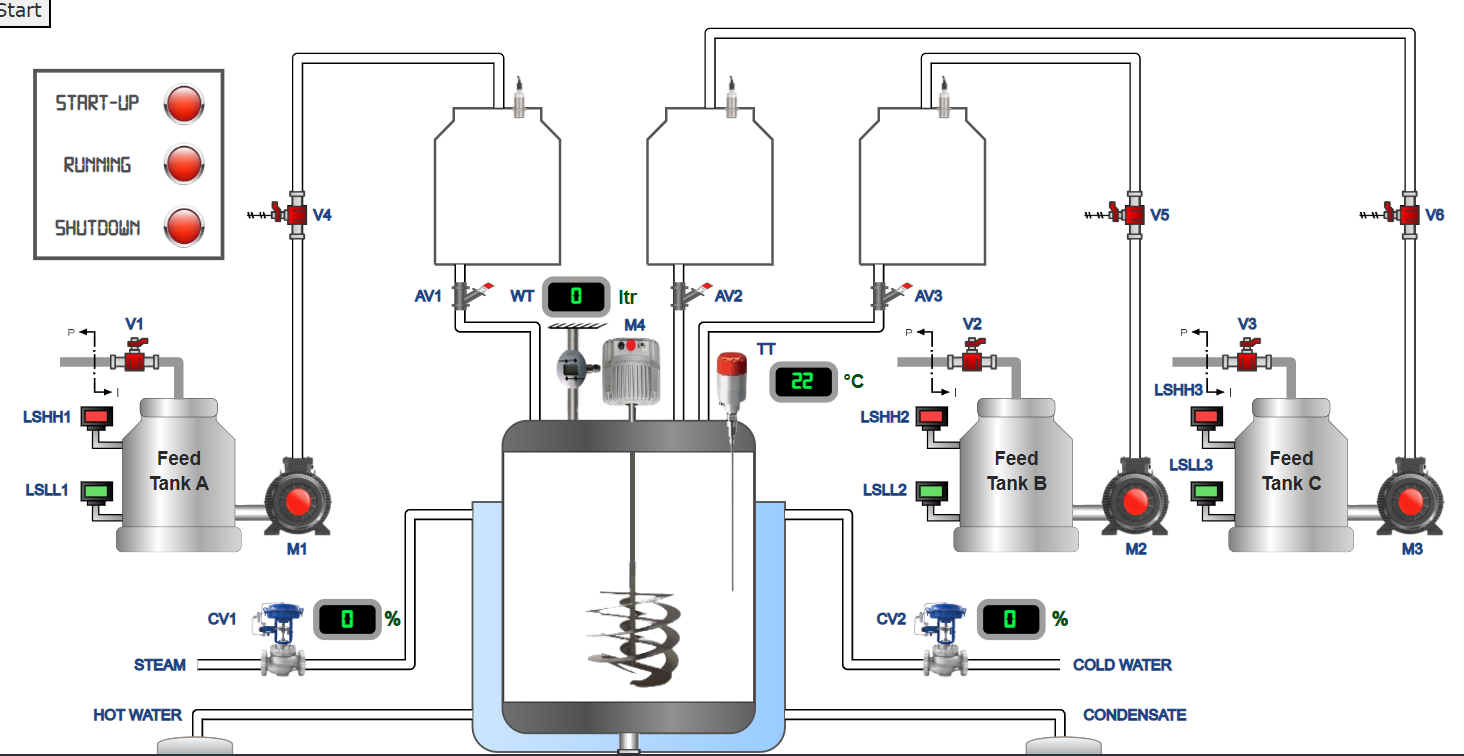 Start
START-UP
RUNNING
SHUTDOWN
V4
V5
V6
AV1
WT
0
ltr
AV2
AV3
M4
TT
22
°C
P
V1
I
P
V2
I
P
V3
I
LSHH1
LSHH2
LSHH3
Feed
Tank A
Feed
Tank B
Feed
Tank C
LSLL1
LSLL2
LSLL3
M1
M2
M3
CV1
0
%
CV2
0
%
STEAM
COLD WATER
HOT WATER
CONDENSATE